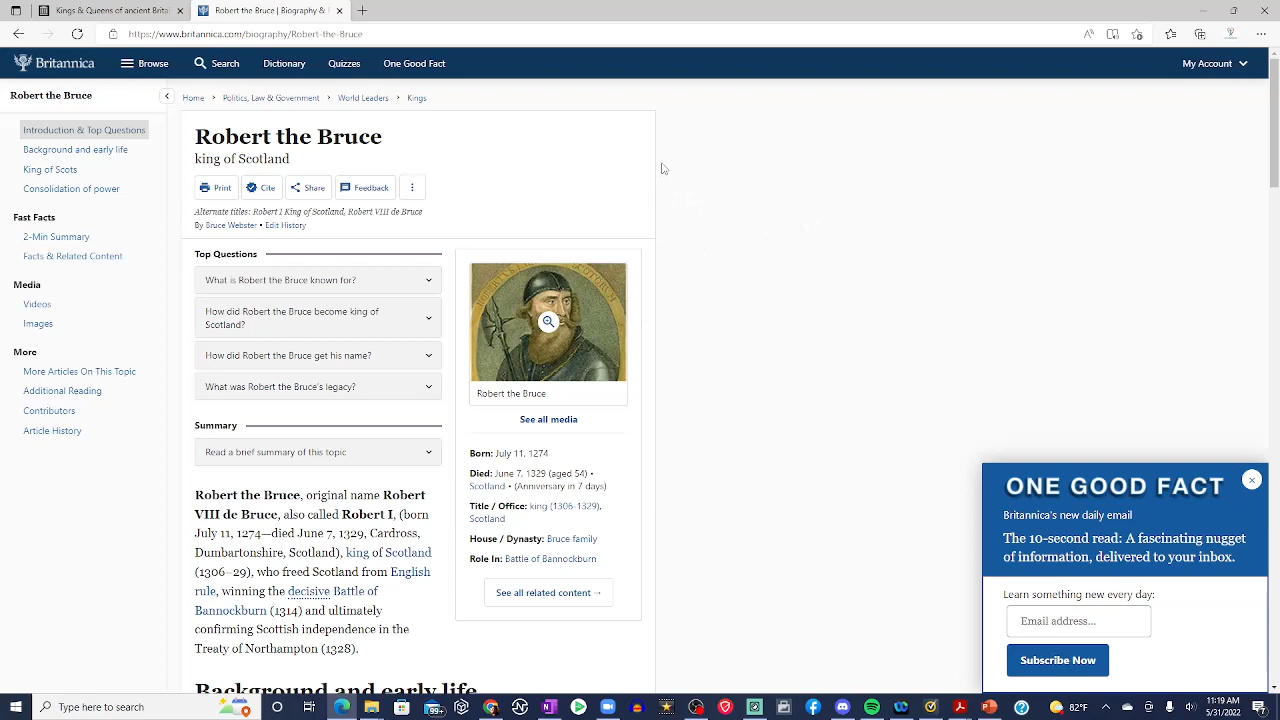 Kings & Queens of ancient Britai
Robert the Bruce | Biography &
https://www.britannica.com/biography/Robert-the-Bruce
Britannica
Browse
Search
Dictionary
Quizzes
One Good Fact
My Account
Robert the Bruce
Home > Politics, Law & Government > World Leaders > Kings
Introduction & Top Questions
Background and early life
King of Scots
Consolidation of power
Fast Facts
2-Min Summary
Facts & Related Content
Media
Videos
Images
More
More Articles On This Topic
Additional Reading
Contributors
Article History
Robert the Bruce
king of Scotland
Print
Cite
Share
Feedback
Alternate titles: Robert I King of Scotland, Robert VIII de Bruce
By Bruce Webster • Edit History
Top Questions
What is Robert the Bruce known for?
How did Robert the Bruce become king of
Scotland?
How did Robert the Bruce get his name?
What was Robert the Bruce's legacy?
Summary
Read a brief summary of this topic
Robert the Bruce, original name Robert
VIII de Bruce, also called Robert I, (born
July 11, 1274—died June 7, 1329, Cardross,
Dumbartonshire, Scotland), king of Scotland
(1306–29), who freed Scotland from English
rule, winning the decisive Battle of
Bannockburn (1314) and ultimately
confirming Scottish independence in the
Treaty of Northampton (1328).
Background and early life
Robert the Bruce
See all media
Born: July 11, 1274
Died: June 7, 1329 (aged 54) •
Scotland • (Anniversary in 7 days)
Title / Office: king (1306-1329),
Scotland
House / Dynasty: Bruce family
Role In: Battle of Bannockburn
See all related content →
ONE GOOD FACT
Britannica's new daily email
The 10-second read: A fascinating nugget
of information, delivered to your inbox.
Learn something new every day:
Email address...
Subscribe Now
Type here to search
82°F
11:19 AM
5/31/2022